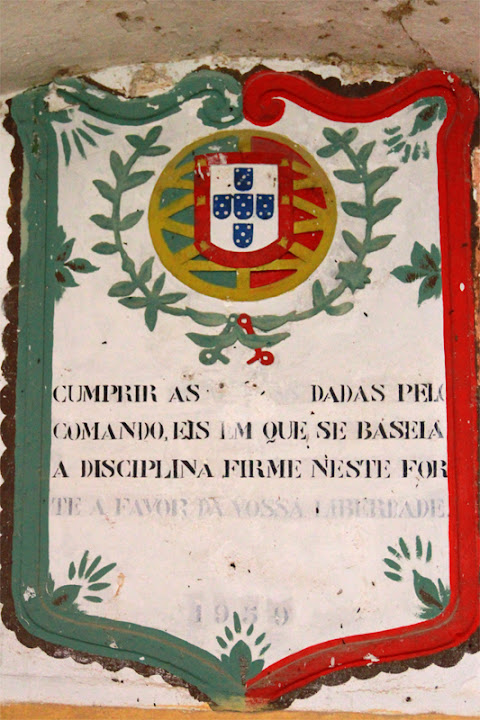 CUMPRIR AS DADAS PELO
COMANDO, EIS EM QUE SE BASEIA
A DISCIPLINA FIRME NESTE FOR
TE A FAVOR DA VOSSA LIBERDADE.
1959